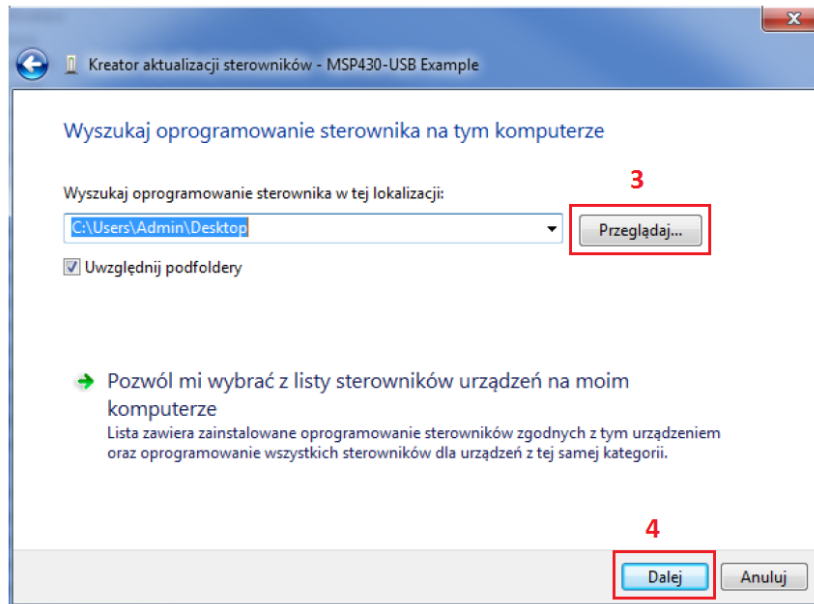 Kreator aktualizacji sterowników - MSP430-USB Example
Wyszukaj oprogramowanie sterownika na tym komputerze
3
Wyszukaj oprogramowanie sterownika w tej lokalizacji:
C:\Users\Admin\Desktop
Przeglądaj...
Uwzględnij podfoldery
Pozwól mi wybrać z listy sterowników urządzeń na moim
komputerze
Lista zawiera zainstalowane oprogramowanie sterowników zgodnych z tym urządzeniem
oraz oprogramowanie wszystkich sterowników dla urządzeń z tej samej kategorii.
4
Dalej
Anuluj